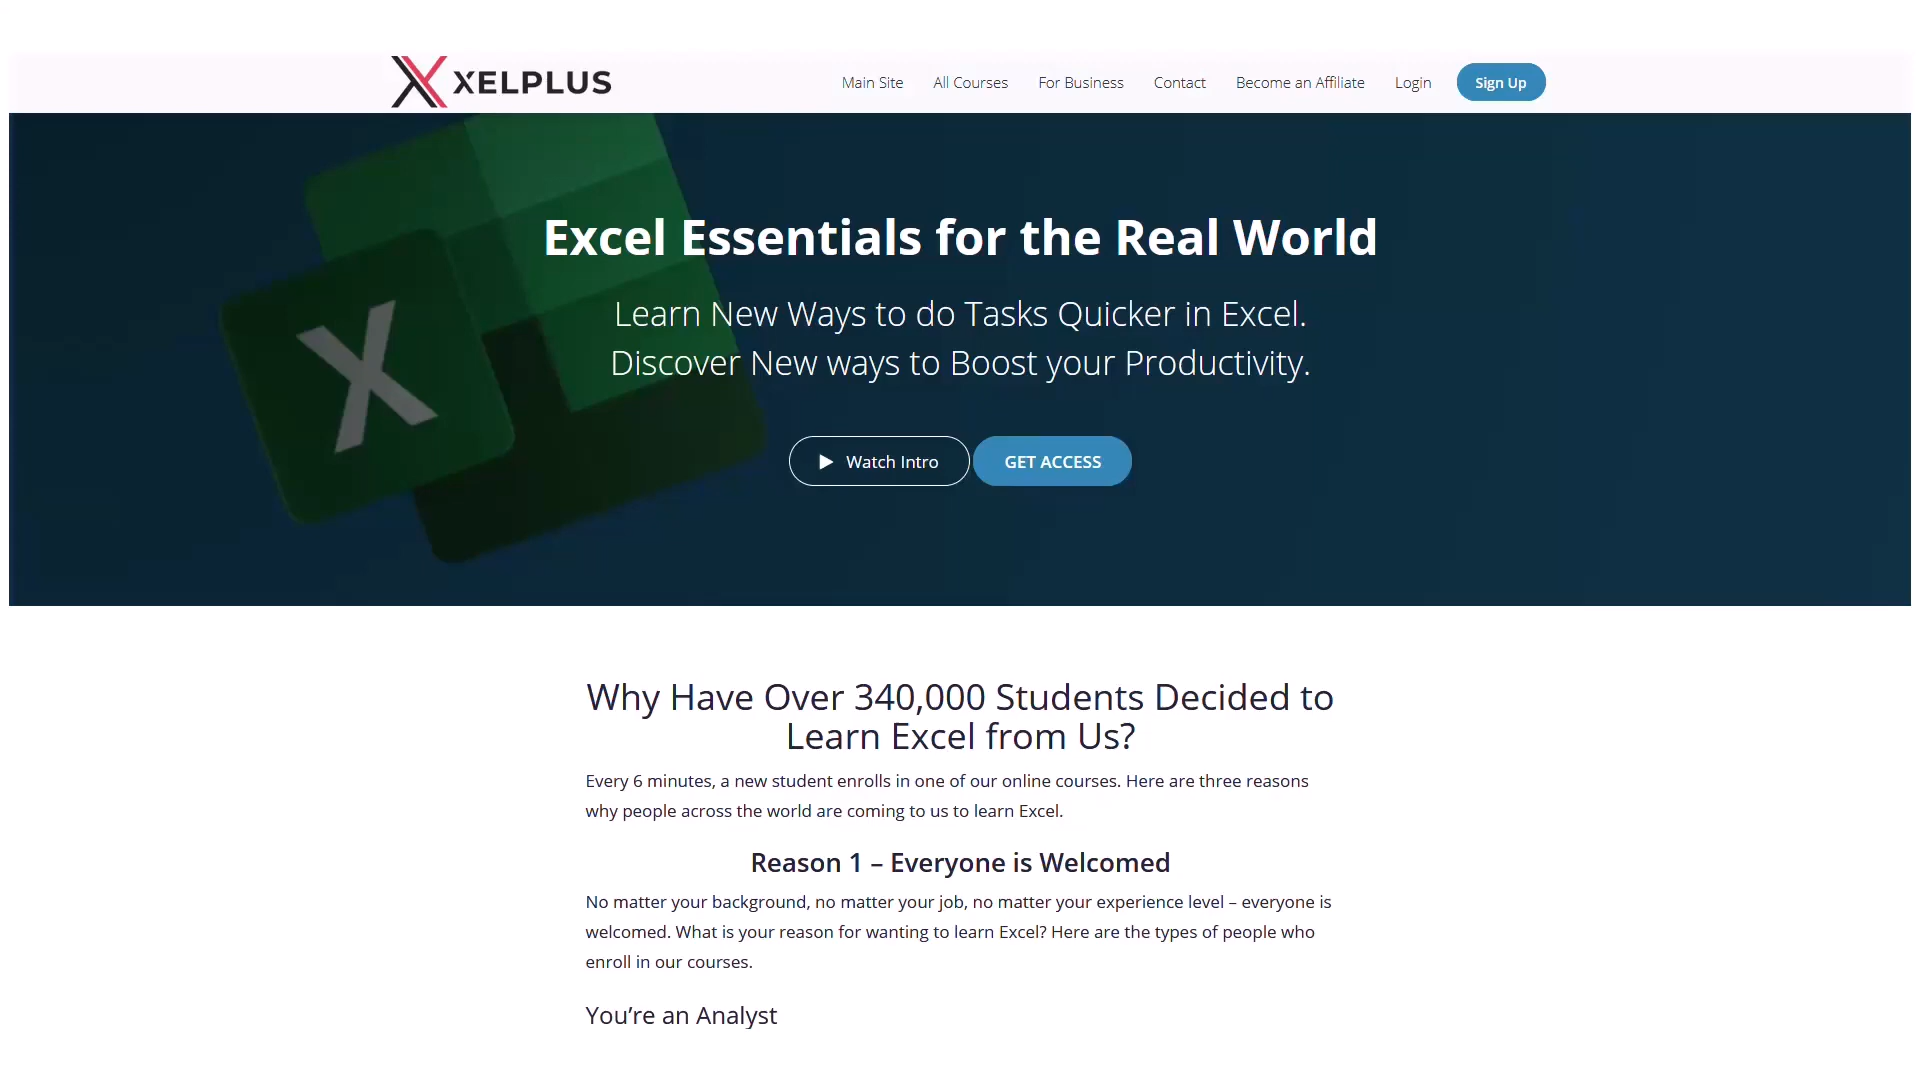 XELPLUS
Main Site
All Courses
For Business
Contact
Become an Affiliate
Login
Sign Up
Excel Essentials for the Real World
Learn New Ways to do Tasks Quicker in Excel.
Discover New ways to Boost your Productivity.
Watch Intro
GET ACCESS
X
Why Have Over 340,000 Students Decided to
Learn Excel from Us?
Every 6 minutes, a new student enrolls in one of our online courses. Here are three reasons
why people across the world are coming to us to learn Excel.
Reason 1 – Everyone is Welcomed
No matter your background, no matter your job, no matter your experience level – everyone is
welcomed. What is your reason for wanting to learn Excel? Here are the types of people who
enroll in our courses.
You’re an Analyst